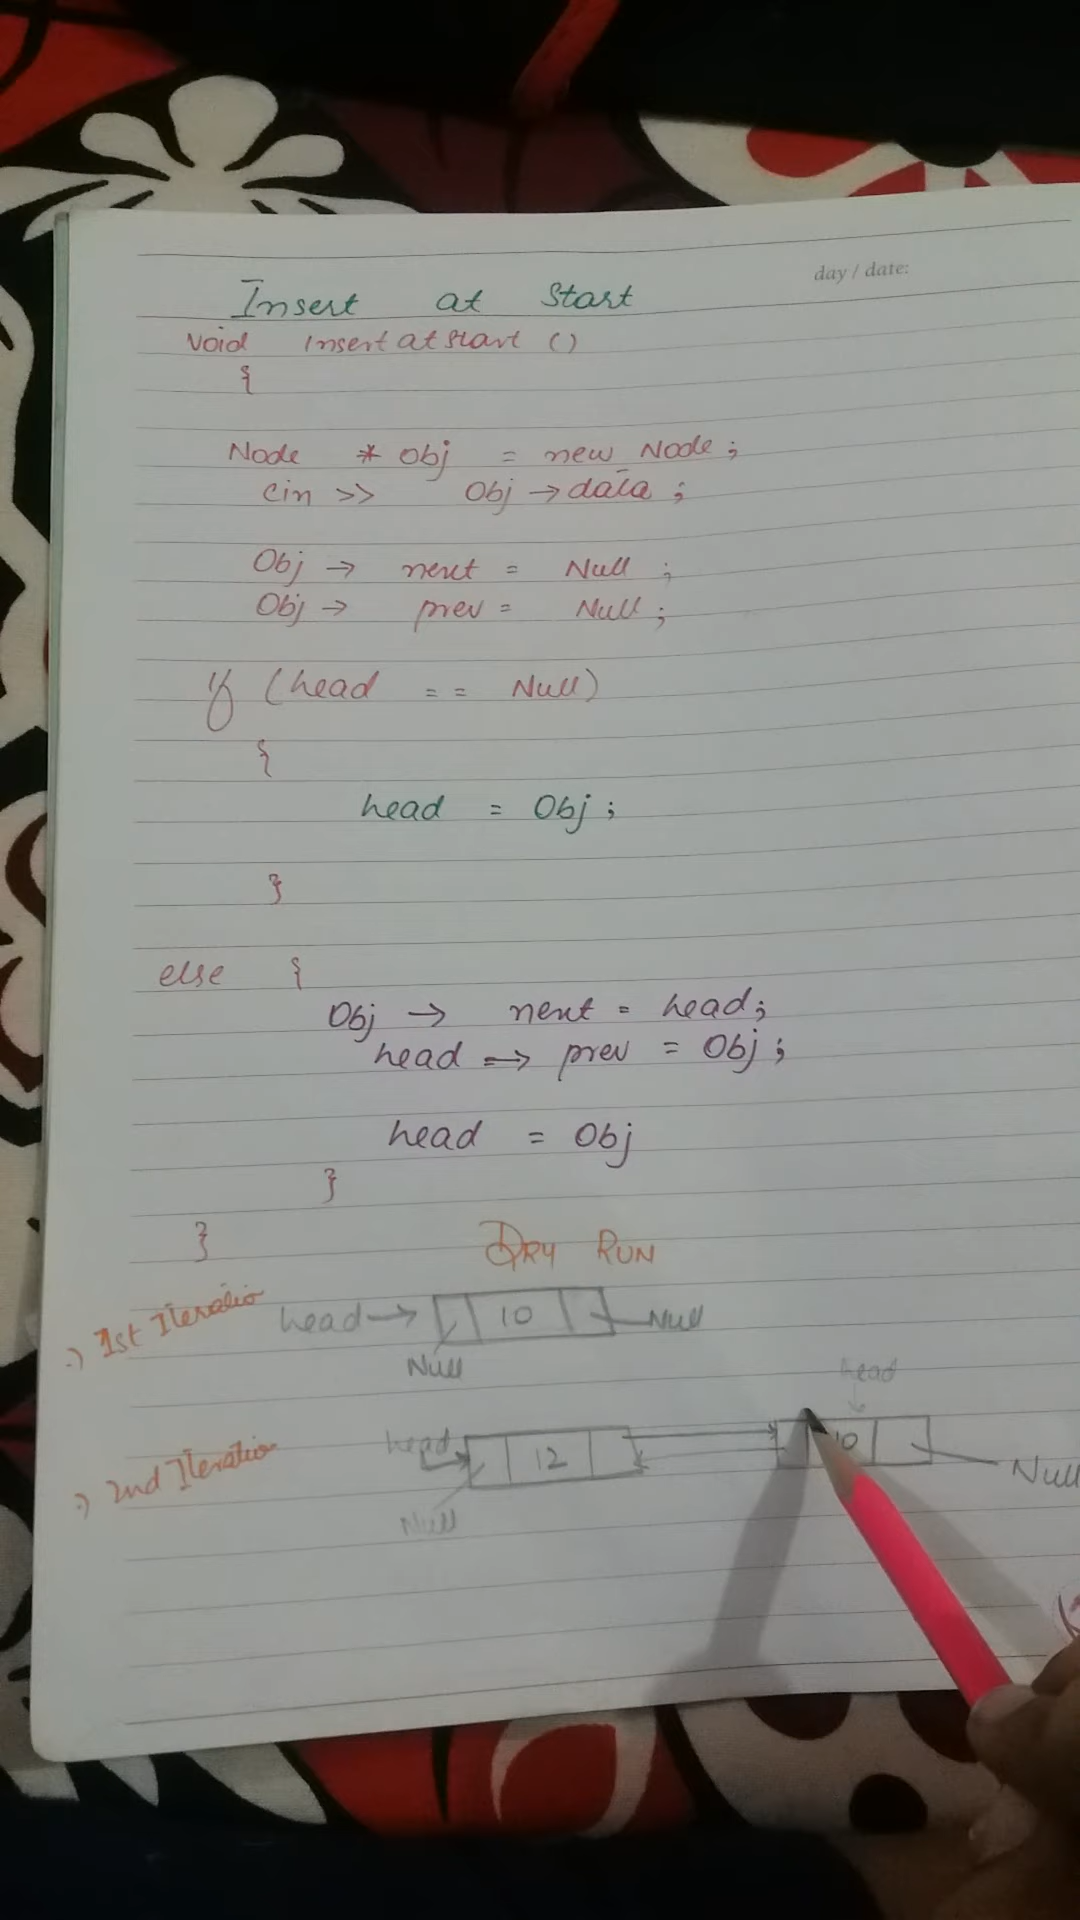 day / date:
Insert at Start
Void Insert at start ()
{
Node * Obj = new Node ;
Cin >> Obj → data ;
Obj → next = Null ;
Obj → prev = Null ;
if (head = = Null)
{
head = Obj ;
}
else {
Obj → next = head;
head → prev = Obj ;
head = Obj
}
}
DRY RUN
:) 1st Iteratio head → 10 Null
Null
head
:) 2nd Iteration head 12 10 Null
Null